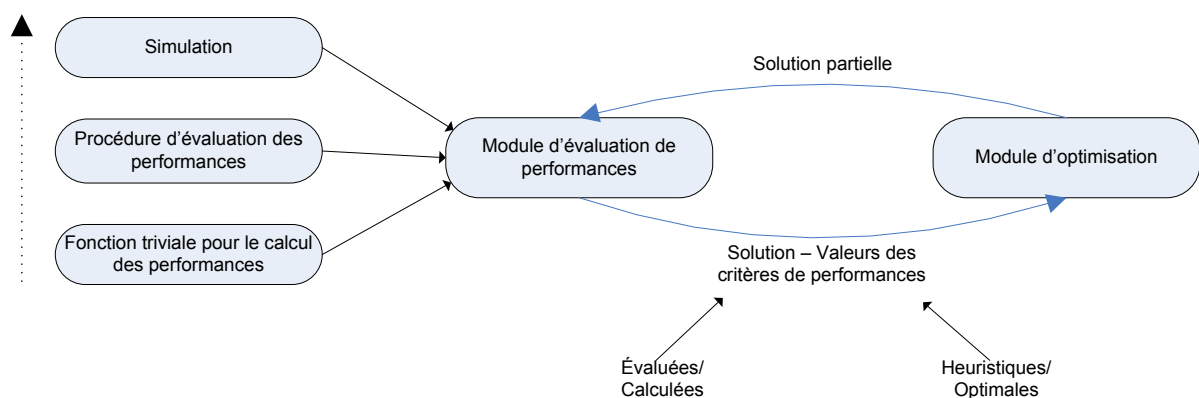 Simulation
Procédure d’évaluation des
performances
Fonction triviale pour le calcul
des performances
Module d’évaluation de
performances
Solution partielle
Module d’optimisation
Solution – Valeurs des
critères de performances
Évaluées/
Calculées
Heuristiques/
Optimales